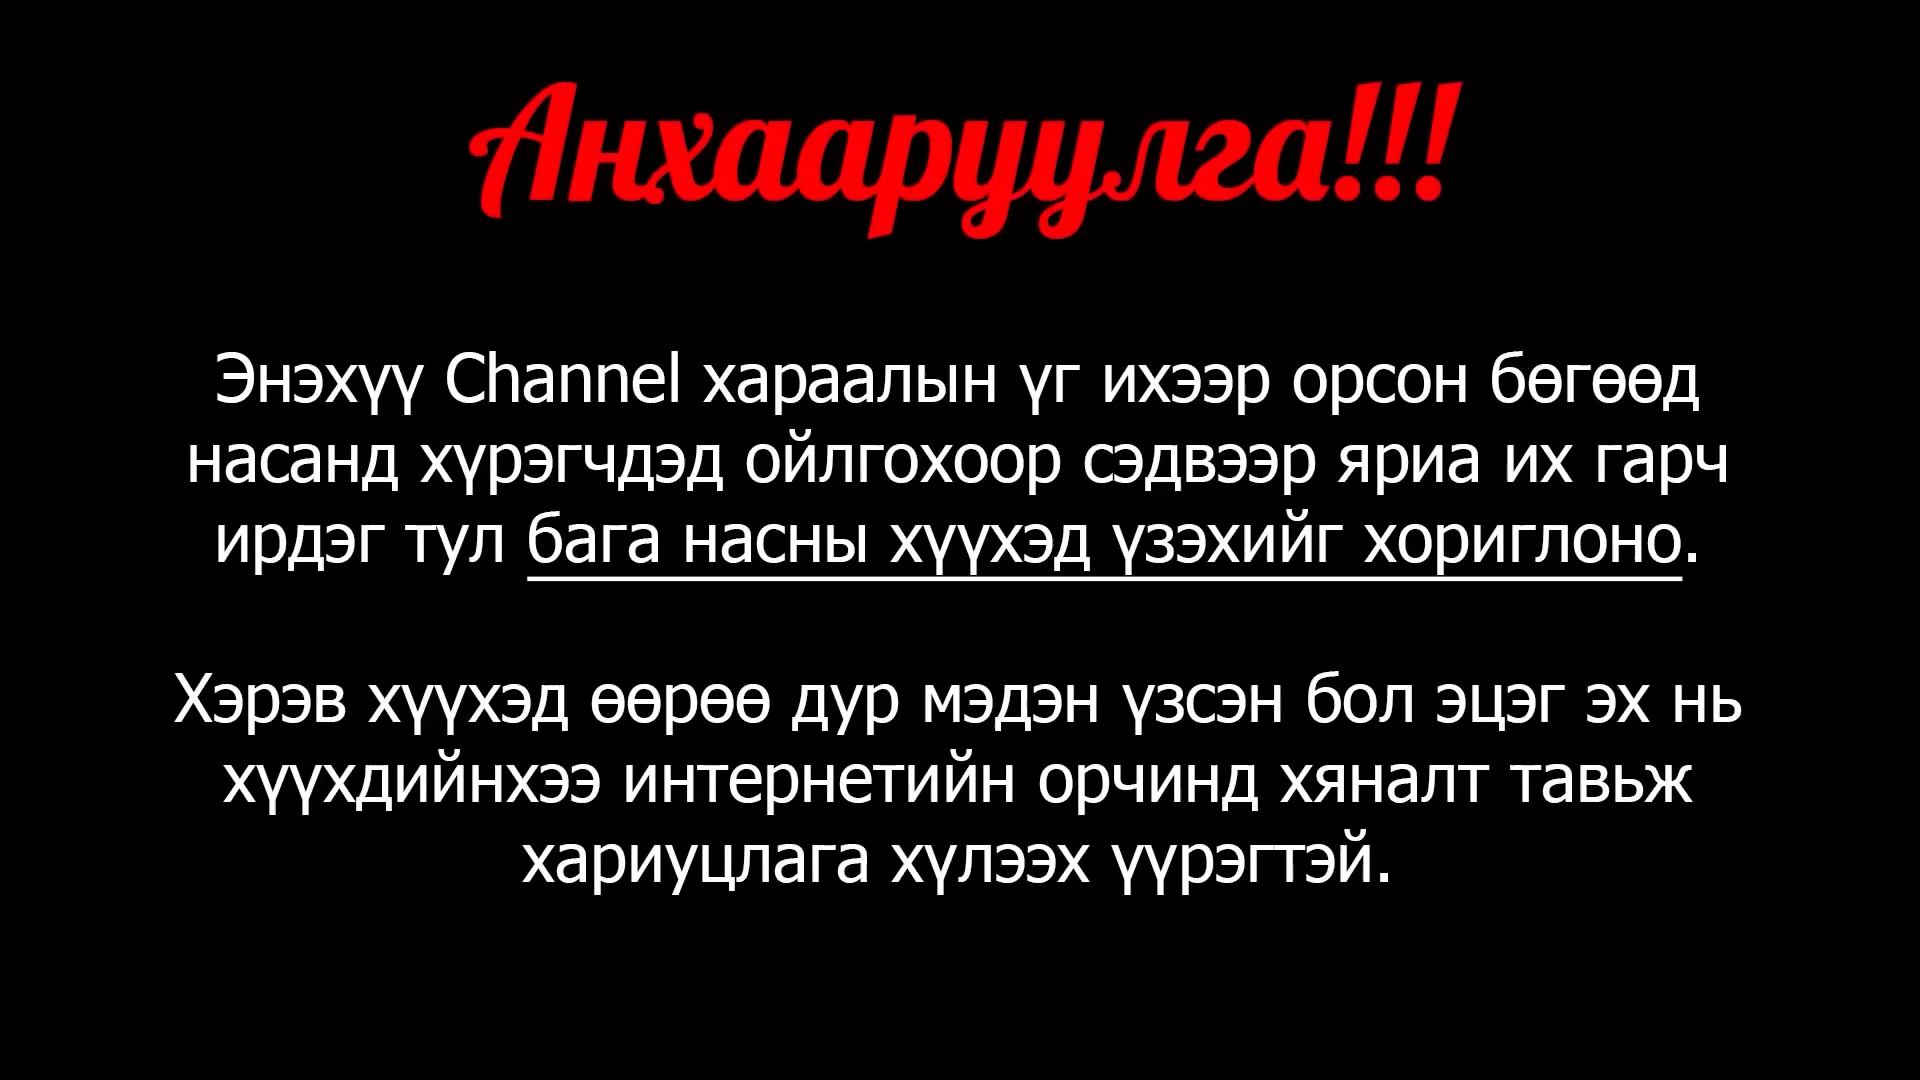 Анхааруулга!!!
Энэхүү Channel хараалын үг ихээр орсон бөгөөд
насанд хүрэгчдэд ойлгохоор сэдвээр яриа их гарч
ирдэг тул бага насны хүүхэд үзэхийг хориглоно.
Хэрэв хүүхэд өөрөө дур мэдэн үзсэн бол эцэг эх нь
хүүхдийнхээ интернетийн орчинд хяналт тавьж
хариуцлага хүлээх үүрэгтэй.